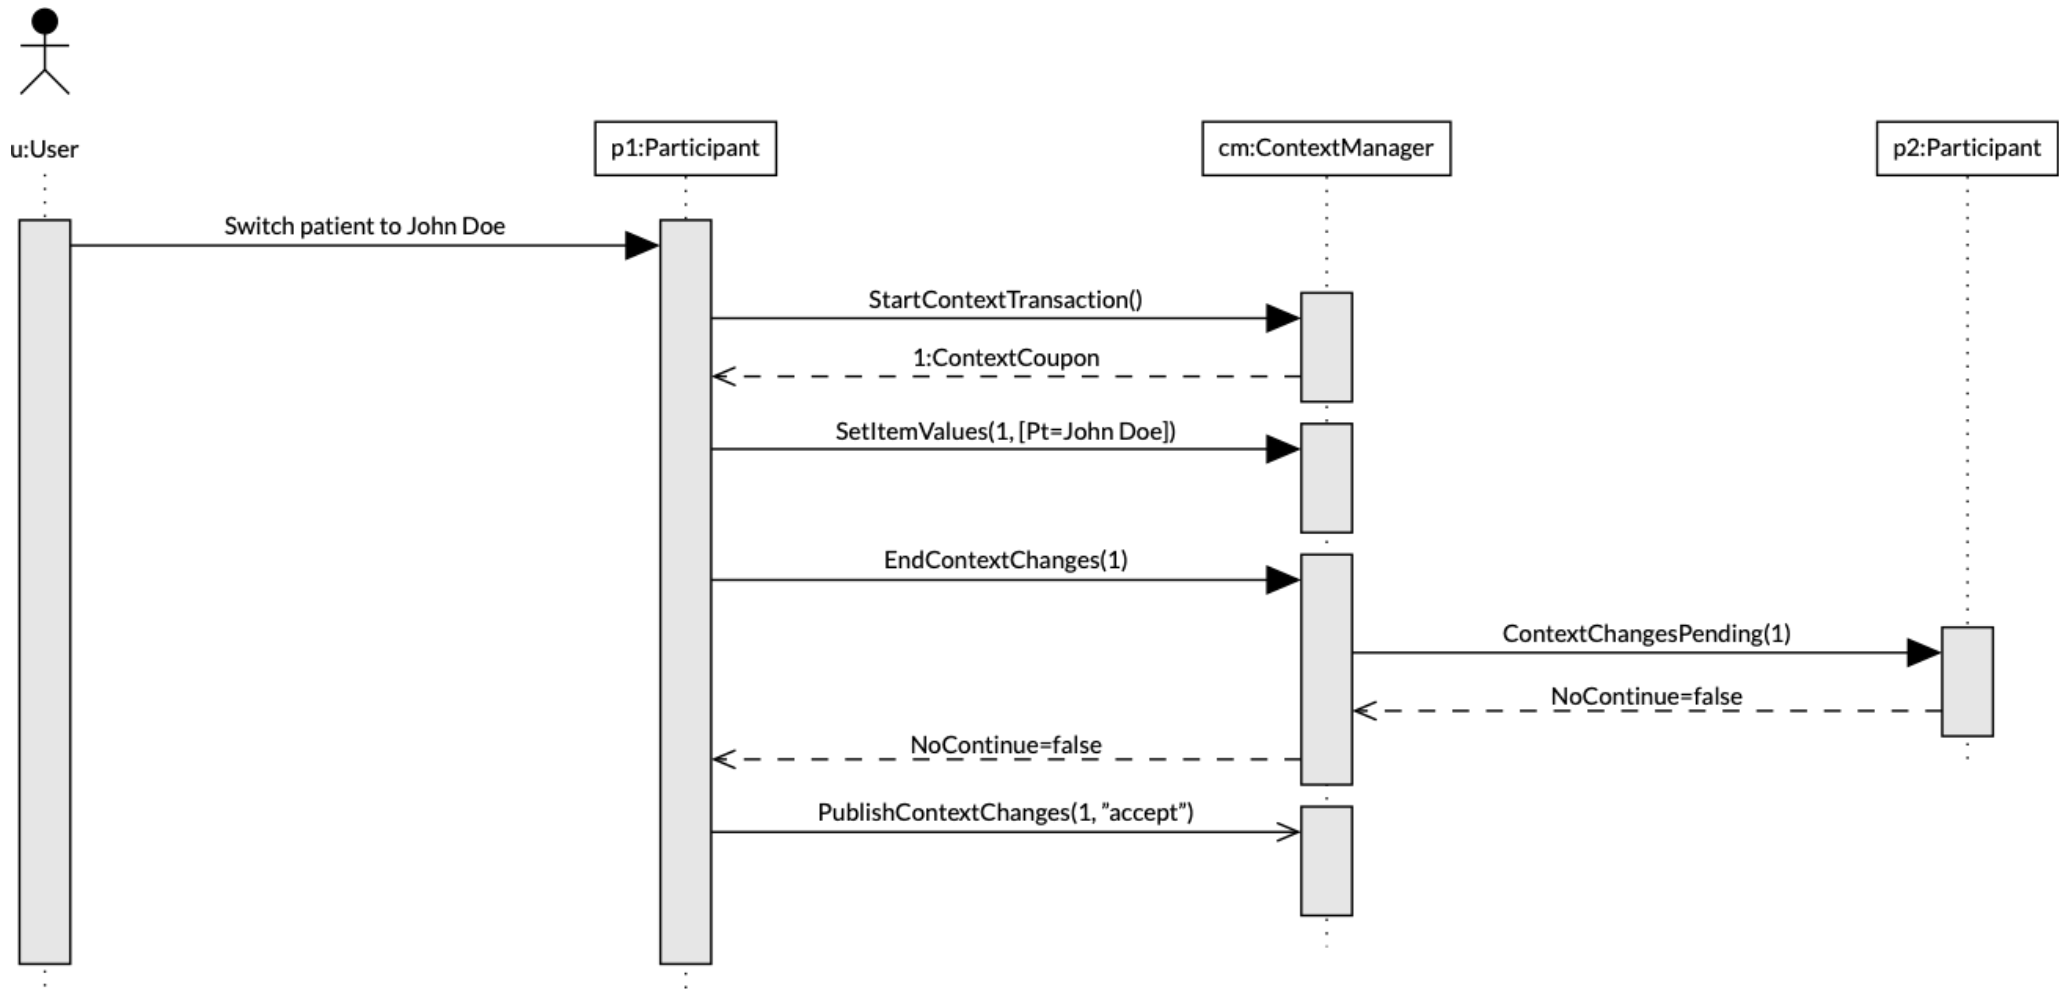 u:User
p1:Participant
cm:ContextManager
p2:Participant
Switch patient to John Doe
StartContextTransaction()
1:ContextCoupon
SetItemValues(1, [Pt=John Doe])
EndContextChanges(1)
ContextChangesPending(1)
NoContinue=false
NoContinue=false
PublishContextChanges(1, ”accept”)